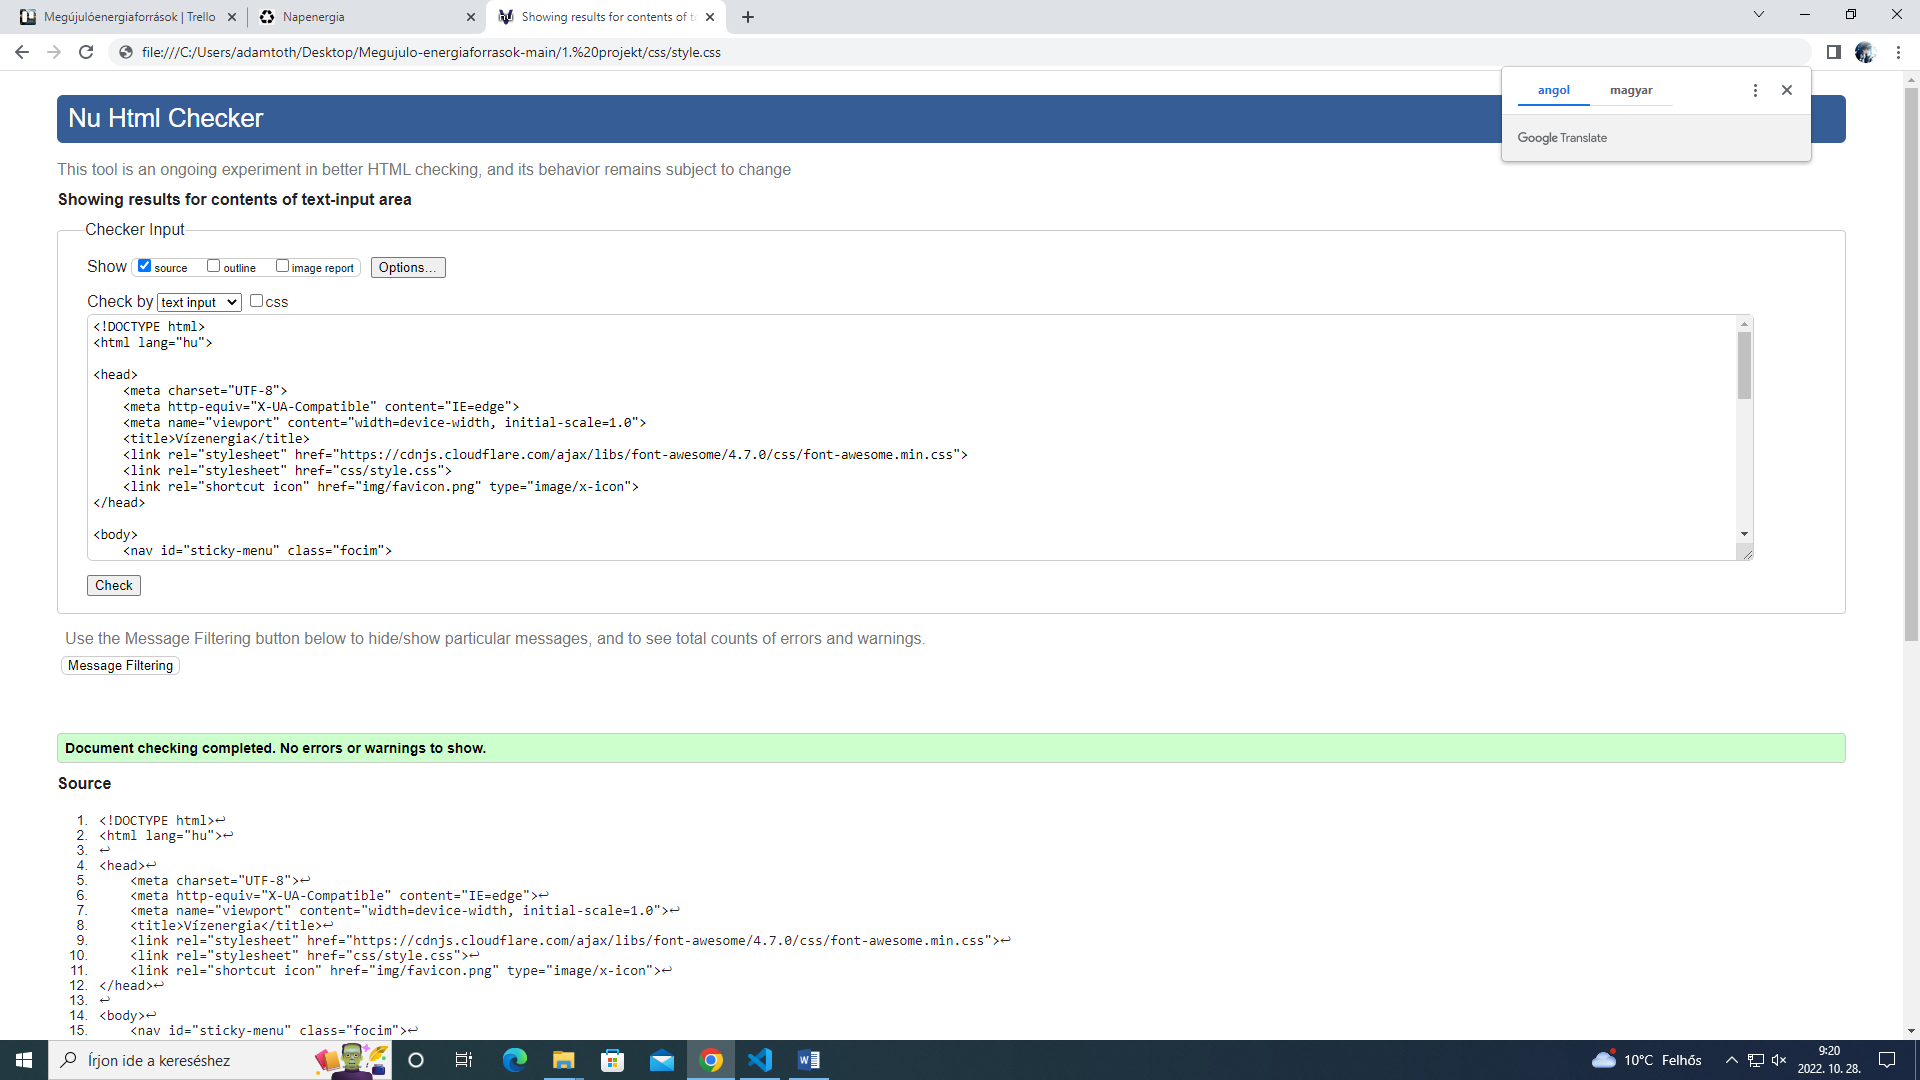 Megújulóenergiaforrások | Trello
Napenergia
Showing results for contents of te
file:///C:/Users/adamtoth/Desktop/Megujulo-energiaforrasok-main/1.%20projekt/css/style.css
angol
magyar
Google Translate
Nu Html Checker
This tool is an ongoing experiment in better HTML checking, and its behavior remains subject to change
Showing results for contents of text-input area
Checker Input
Show source outline image report Options...
Check by text input css
<!DOCTYPE html>
<html lang="hu">
<head>
<meta charset="UTF-8">
<meta http-equiv="X-UA-Compatible" content="IE=edge">
<meta name="viewport" content="width=device-width, initial-scale=1.0">
<title>Vízenergia</title>
<link rel="stylesheet" href="https://cdnjs.cloudflare.com/ajax/libs/font-awesome/4.7.0/css/font-awesome.min.css">
<link rel="stylesheet" href="css/style.css">
<link rel="shortcut icon" href="img/favicon.png" type="image/x-icon">
</head>
<body>
<nav id="sticky-menu" class="focim">
Check
Use the Message Filtering button below to hide/show particular messages, and to see total counts of errors and warnings.
Message Filtering
Document checking completed. No errors or warnings to show.
Source
1. <!DOCTYPE html>↩
2. <html lang="hu">↩
3. ↩
4. <head>↩
5. <meta charset="UTF-8">↩
6. <meta http-equiv="X-UA-Compatible" content="IE=edge">↩
7. <meta name="viewport" content="width=device-width, initial-scale=1.0">↩
8. <title>Vízenergia</title>↩
9. <link rel="stylesheet" href="https://cdnjs.cloudflare.com/ajax/libs/font-awesome/4.7.0/css/font-awesome.min.css">↩
10. <link rel="stylesheet" href="css/style.css">↩
11. <link rel="shortcut icon" href="img/favicon.png" type="image/x-icon">↩
12. </head>↩
13. ↩
14. <body>↩
15. <nav id="sticky-menu" class="focim">↩
Írjon ide a kereséshez
10°C Felhős
9:20
2022. 10. 28.